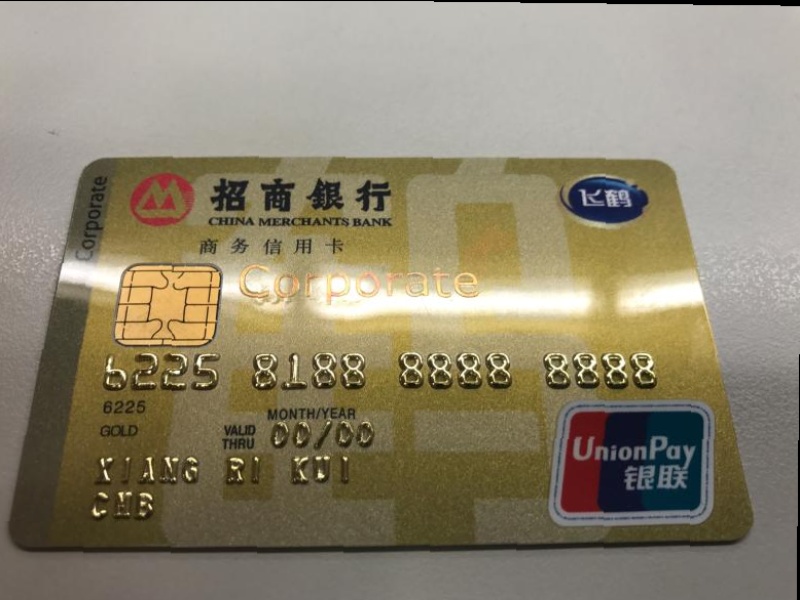 Corporate
招商銀行
CHINA MERCHANTS BANK
飞鹤
商务信用卡
Corporate
6225 8188 8888 8888
6225
MONTH/YEAR
GOLD
VALID THRU 00/00
XIANG RI KUI
CMB
UnionPay
银联